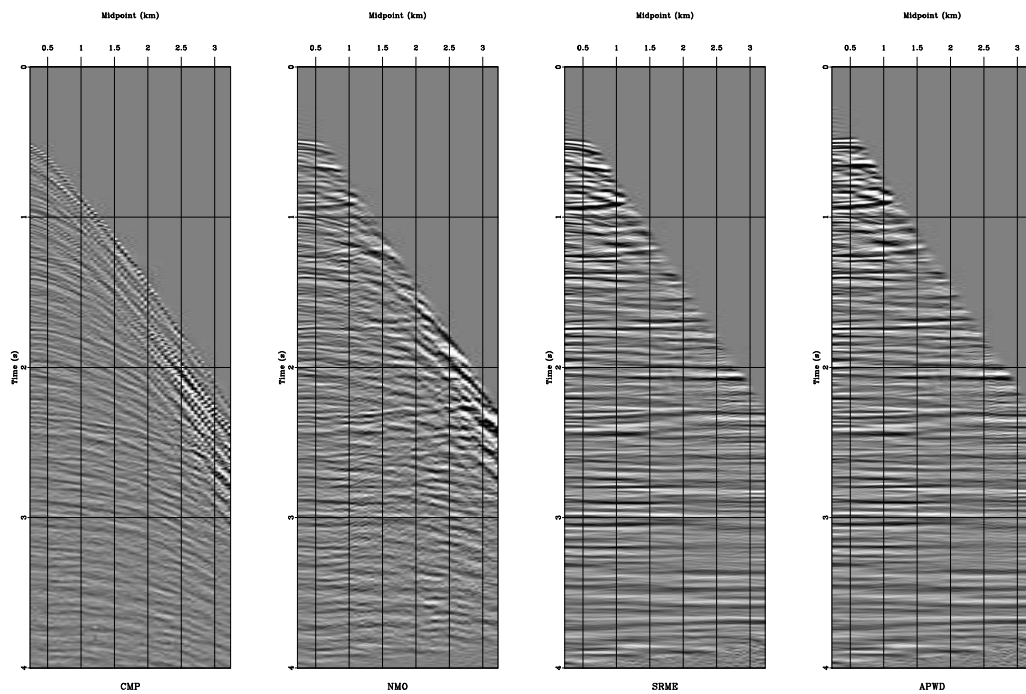 Midpoint (km) Midpoint (km) Midpoint (km) Midpoint (km)
0.5 1 1.5 2 2.5 3 0.5 1 1.5 2 2.5 3 0.5 1 1.5 2 2.5 3 0.5 1 1.5 2 2.5 3
0 0 0 0
1 1 1 1
Time (s) Time (s) Time (s) Time (s)
2 2 2 2
3 3 3 3
4 4 4 4
CMP NMO SRME APWD